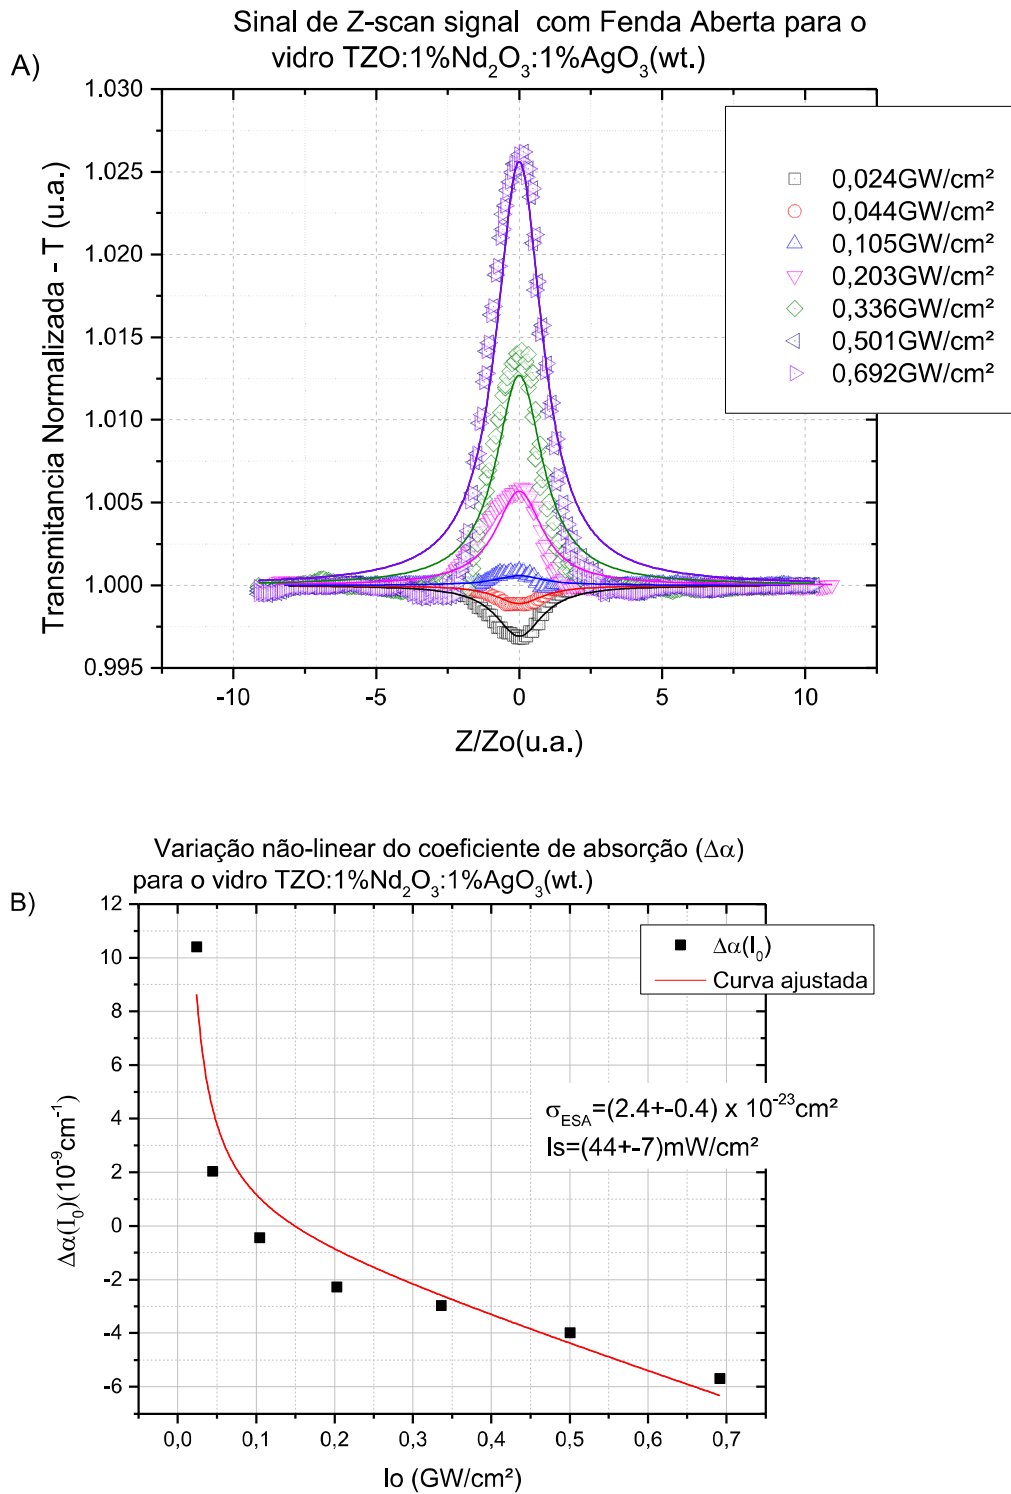 Sinal de Z-scan signal  com Fenda Aberta para o
vidro TZO:1%Nd₂O₃:1%AgO₃(wt.)
A)
1.030
1.025
1.020
1.015
1.010
1.005
1.000
0.995
Transmitancia Normalizada - T (u.a.)
-10
-5
0
5
10
Z/Zo(u.a.)
0,024GW/cm²
0,044GW/cm²
0,105GW/cm²
0,203GW/cm²
0,336GW/cm²
0,501GW/cm²
0,692GW/cm²
Variação não-linear do coeficiente de absorção (Δα)
para o vidro TZO:1%Nd₂O₃:1%AgO₃(wt.)
B)
12
10
8
6
4
2
0
-2
-4
-6
Δα(I₀)(10⁻⁹cm⁻¹)
Δα(I₀)
Curva ajustada
σESA=(2.4+-0.4) x 10⁻²³cm²
Is=(44+-7)mW/cm²
0,0
0,1
0,2
0,3
0,4
0,5
0,6
0,7
Io (GW/cm²)